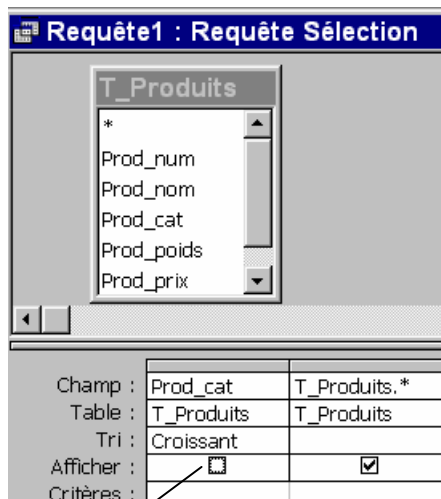 Requête1 : Requête Sélection
T_Produits
*
Prod_num
Prod_nom
Prod_cat
Prod_poids
Prod_prix
Champ : Prod_cat T_Produits.*
Table : T_Produits T_Produits
Tri : Croissant
Afficher :
Critères :